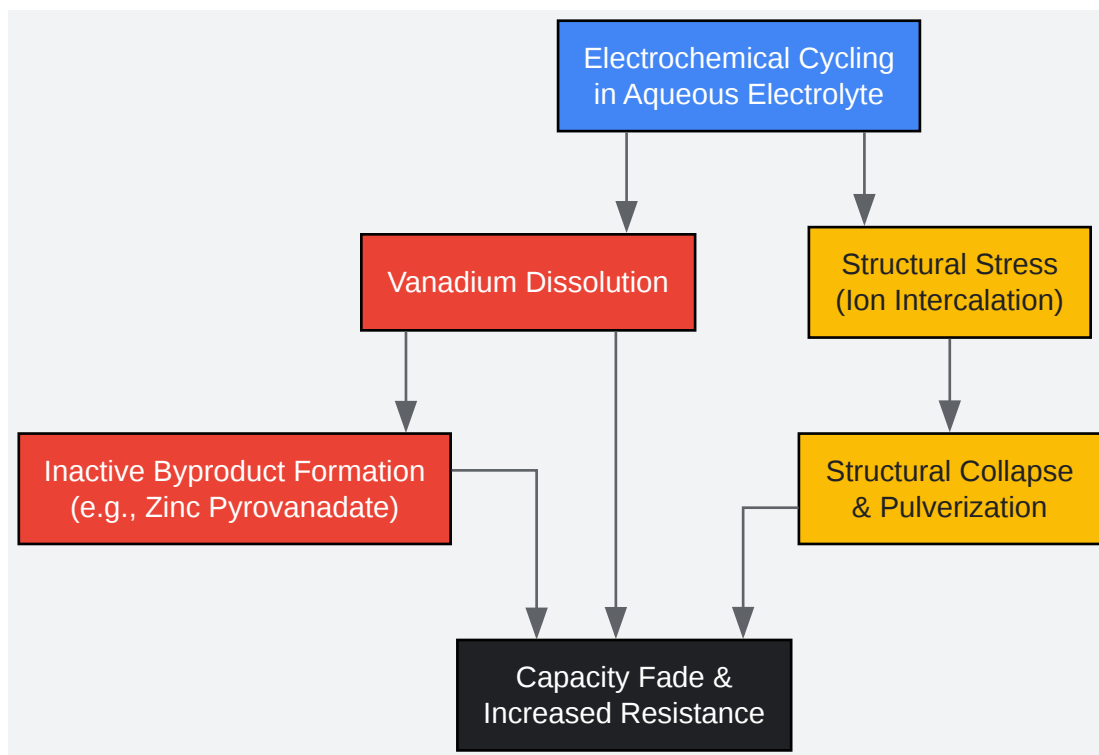 Electrochemical Cycling
in Aqueous Electrolyte
Vanadium Dissolution
Structural Stress
(Ion Intercalation)
Inactive Byproduct Formation
(e.g., Zinc Pyrovanadate)
Structural Collapse
& Pulverization
Capacity Fade &
Increased Resistance